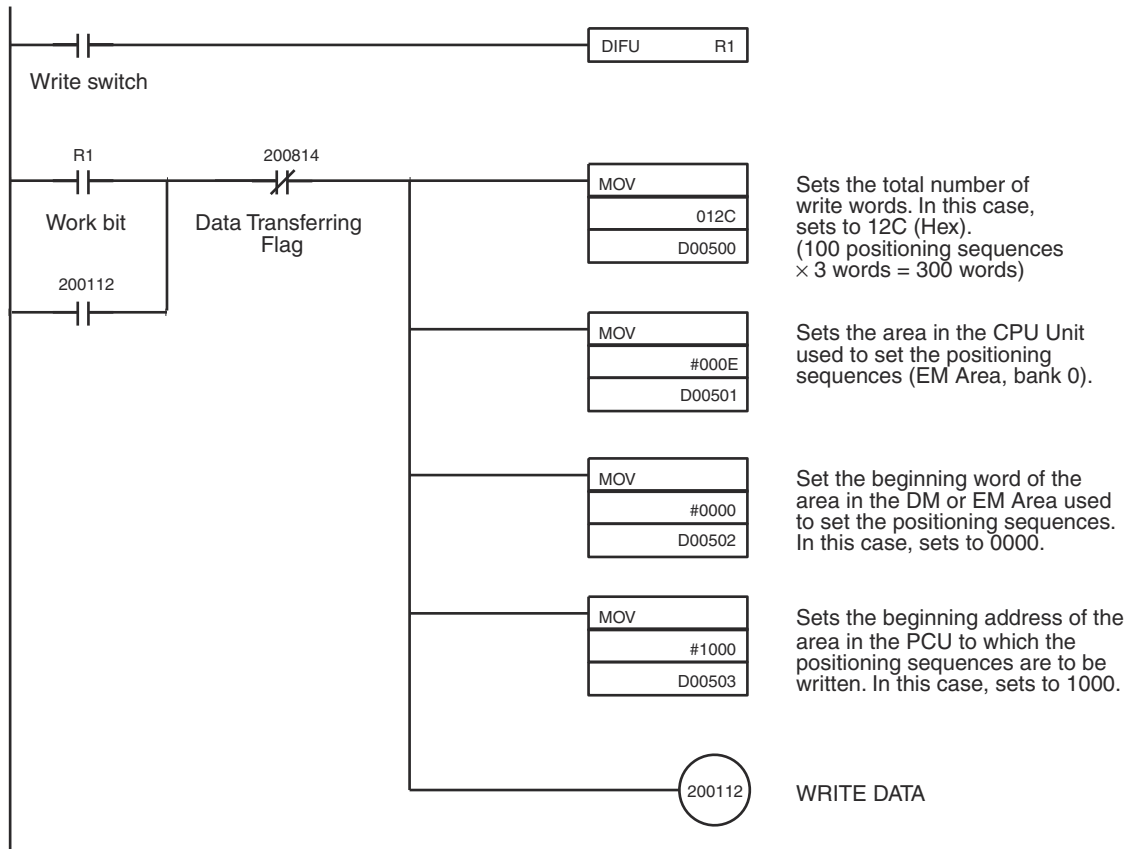 DIFU R1
Write switch
R1
200814
Work bit
Data Transferring
Flag
200112
MOV
012C
D00500
Sets the total number of
write words. In this case,
sets to 12C (Hex).
(100 positioning sequences
× 3 words = 300 words)
MOV
#000E
D00501
Sets the area in the CPU Unit
used to set the positioning
sequences (EM Area, bank 0).
MOV
#0000
D00502
Set the beginning word of the
area in the DM or EM Area used
to set the positioning sequences.
In this case, sets to 0000.
MOV
#1000
D00503
Sets the beginning address of the
area in the PCU to which the
positioning sequences are to be
written. In this case, sets to 1000.
200112
WRITE DATA